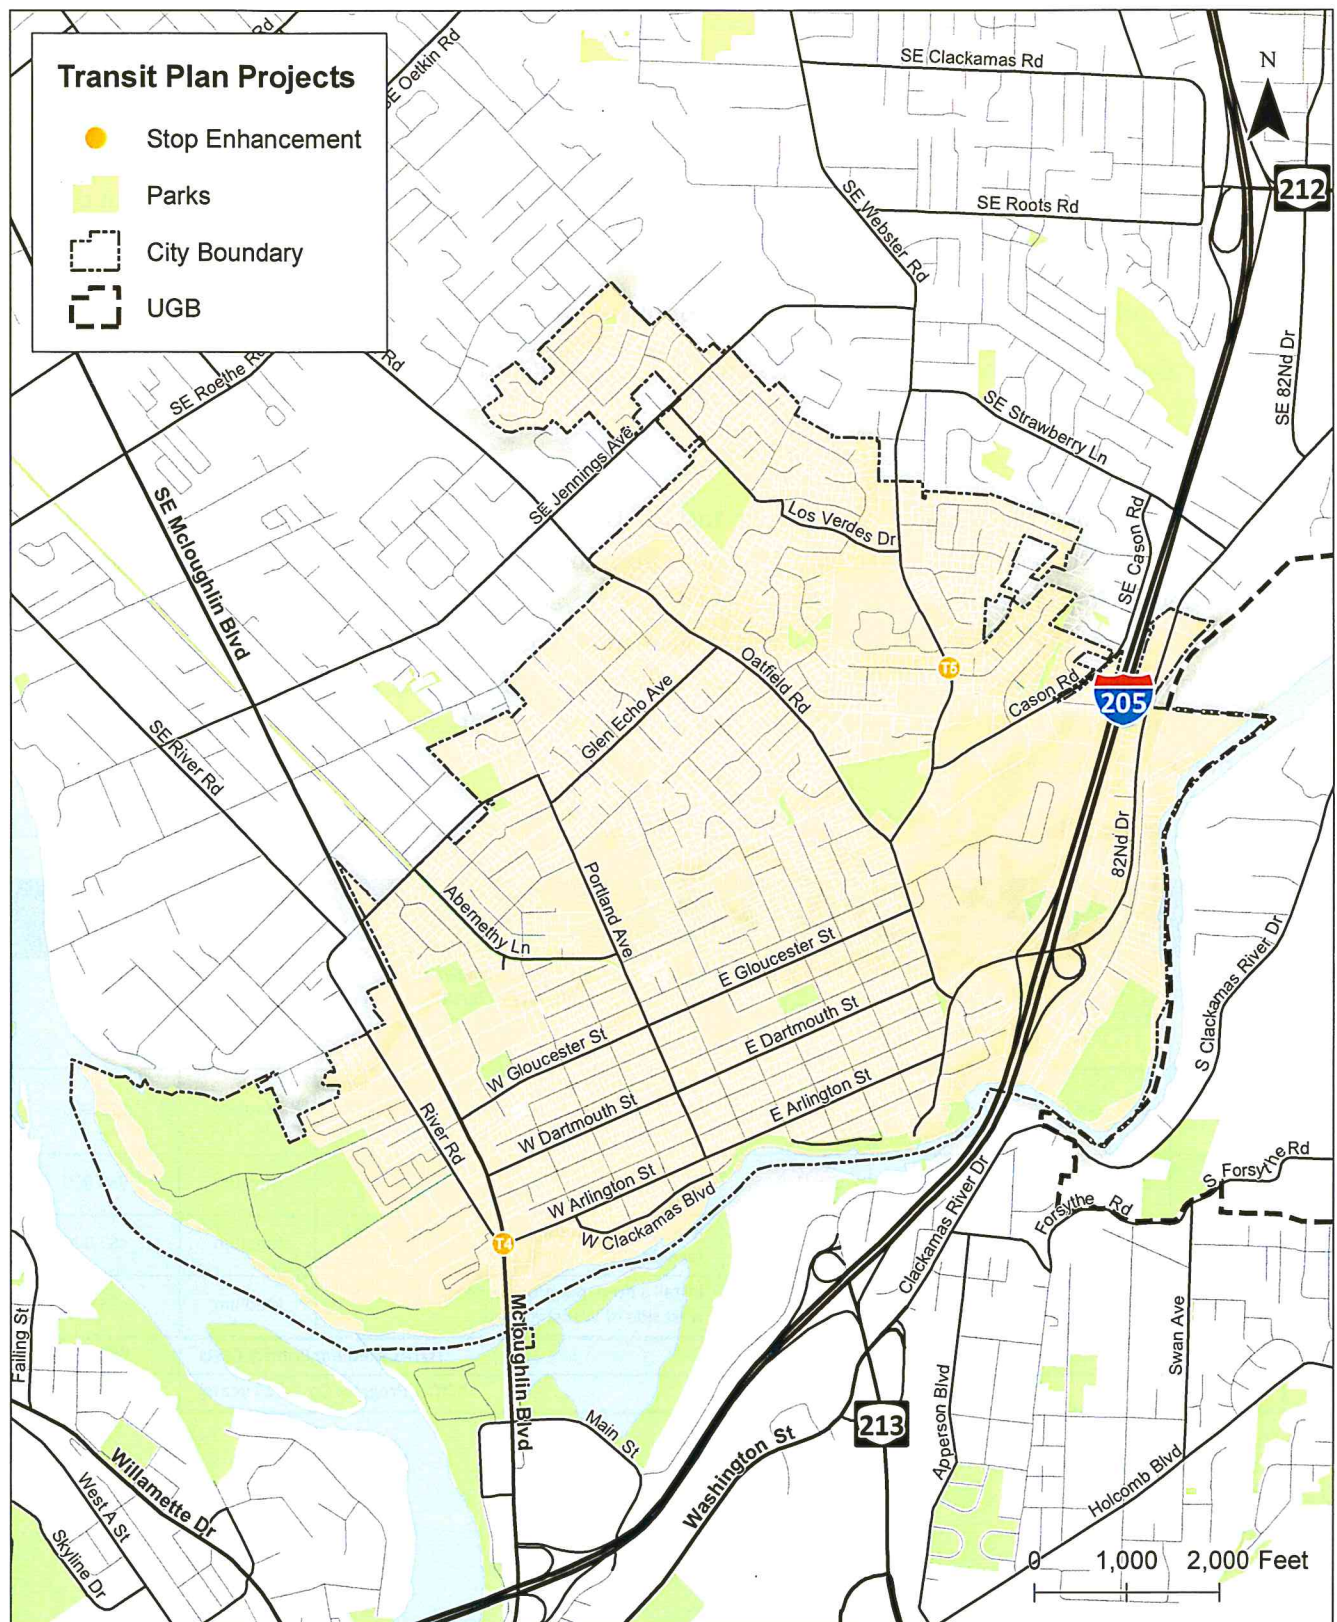 Transit Plan Projects
Stop Enhancement
Parks
City Boundary
UGB
Rd
SE Oetkin Rd
SE Clackamas Rd
N
212
SE Roots Rd
SE Webster Rd
SE 82Nd Dr
SE Roethe Rd
Rd
SE Strawberry Ln
SE Jennings Ave
SE Mcloughlin Blvd
Los Verdes Dr
SE Cason Rd
T5
Oatfield Rd
Cason Rd
205
Glen Echo Ave
SE River Rd
82Nd Dr
Portland Ave
Abernethy Ln
E Gloucester St
S Clackamas River Dr
E Dartmouth St
W Gloucester St
E Arlington St
W Dartmouth St
River Rd
W Arlington St
W Clackamas Blvd
T4
S Forsythe Rd
Forsythe Rd
Clackamas River Dr
Mcloughlin Blvd
Failing St
Swan Ave
Apperson Blvd
213
Main St
Washington St
Holcomb Blvd
Willamette Dr
West A St
Skyline Dr
0 1,000 2,000 Feet